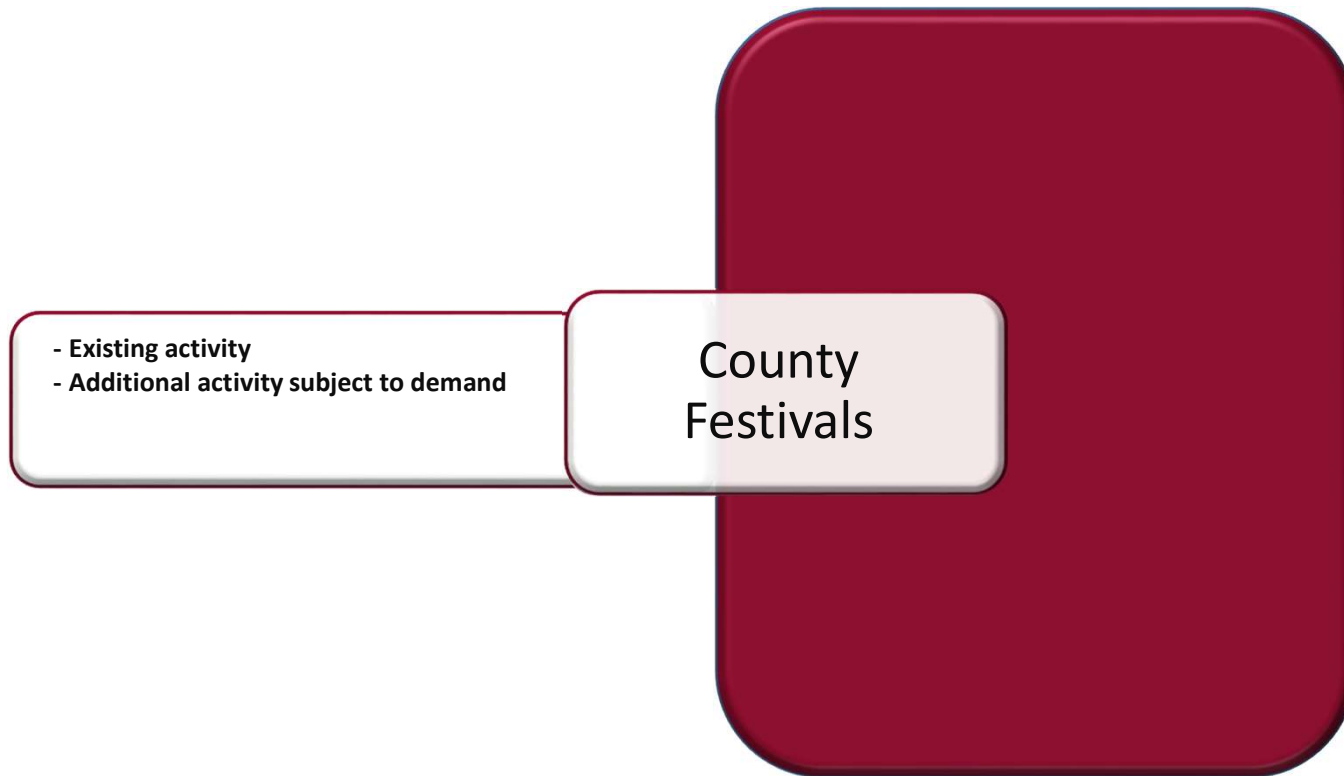 - Existing activity
- Additional activity subject to demand
County
Festivals